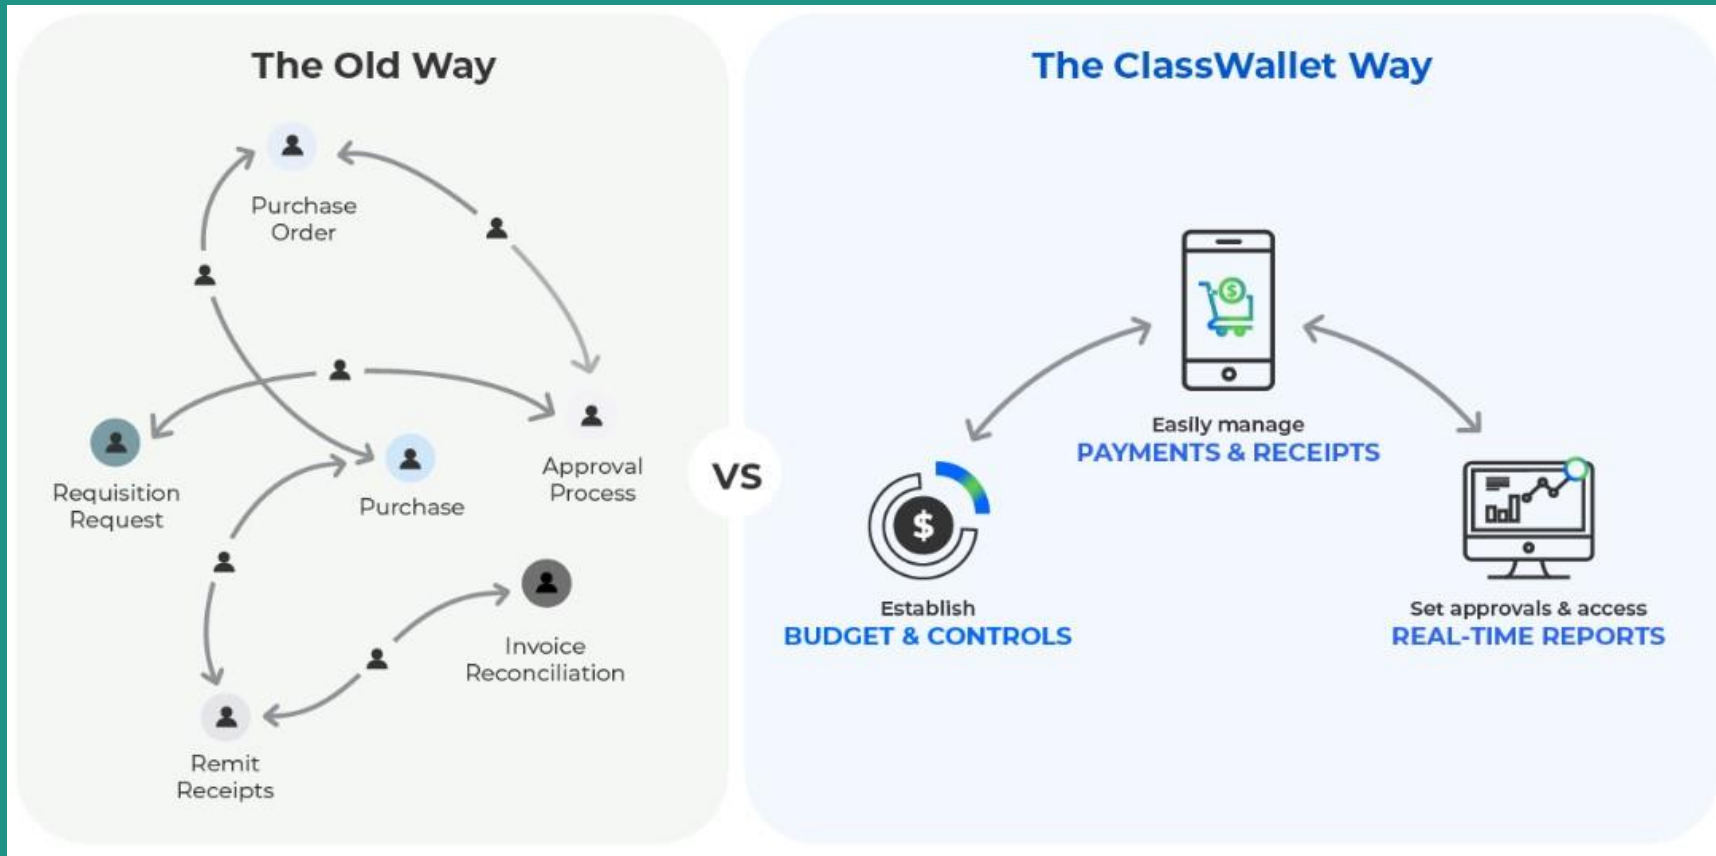 The Old Way
Purchase
Order
Requisition
Request
Purchase
Approval
Process
Invoice
Reconciliation
Remit
Receipts
VS
The ClassWallet Way
$
Easily manage
PAYMENTS & RECEIPTS
$
Establish
BUDGET & CONTROLS
Set approvals & access
REAL-TIME REPORTS